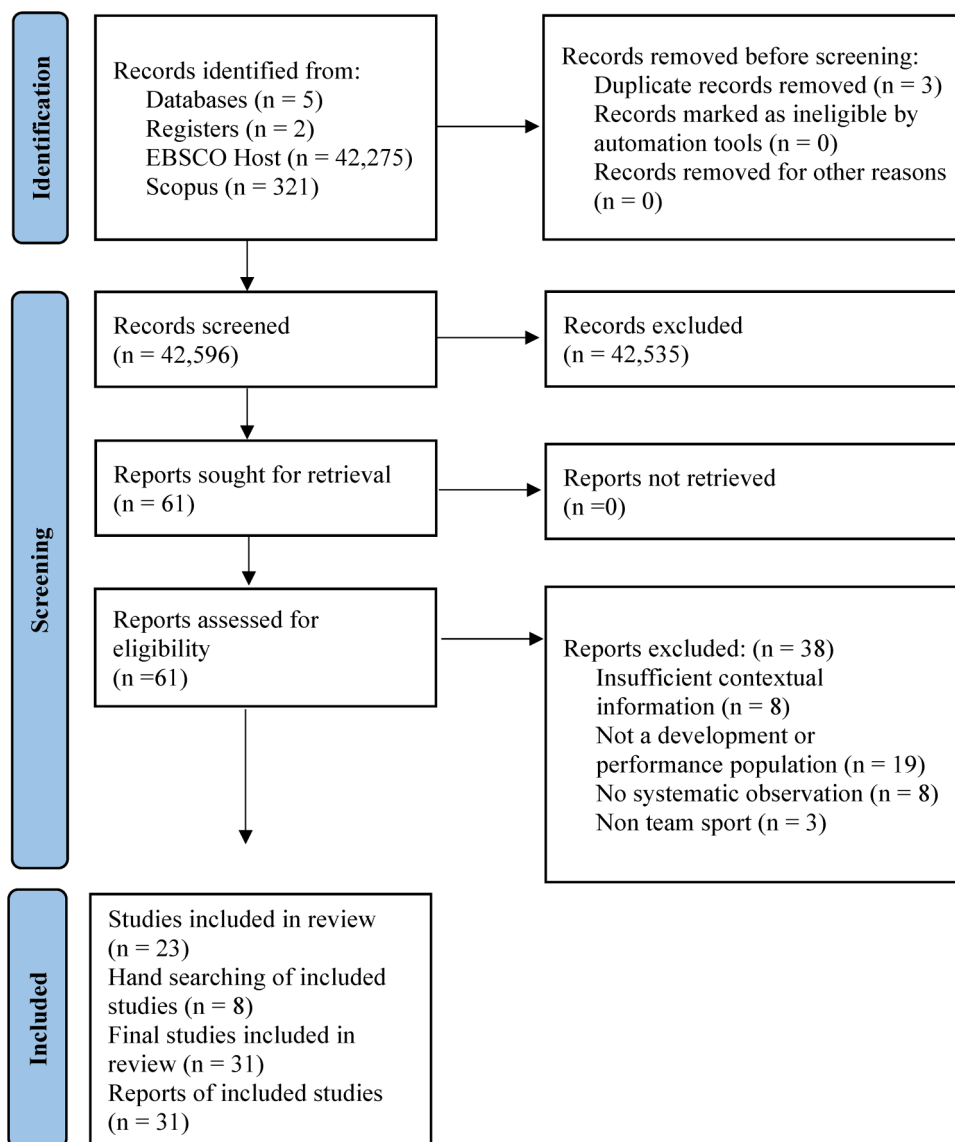 Identification
Records identified from:
Databases (n = 5)
Registers (n = 2)
EBSCO Host (n = 42,275)
Scopus (n = 321)
Records removed before screening:
Duplicate records removed (n = 3)
Records marked as ineligible by
automation tools (n = 0)
Records removed for other reasons
(n = 0)
Screening
Records screened
(n = 42,596)
Records excluded
(n = 42,535)
Reports sought for retrieval
(n = 61)
Reports not retrieved
(n =0)
Reports assessed for
eligibility
(n =61)
Reports excluded: (n = 38)
Insufficient contextual
information (n = 8)
Not a development or
performance population (n = 19)
No systematic observation (n = 8)
Non team sport (n = 3)
Included
Studies included in review
(n = 23)
Hand searching of included
studies (n = 8)
Final studies included in
review (n = 31)
Reports of included studies
(n = 31)